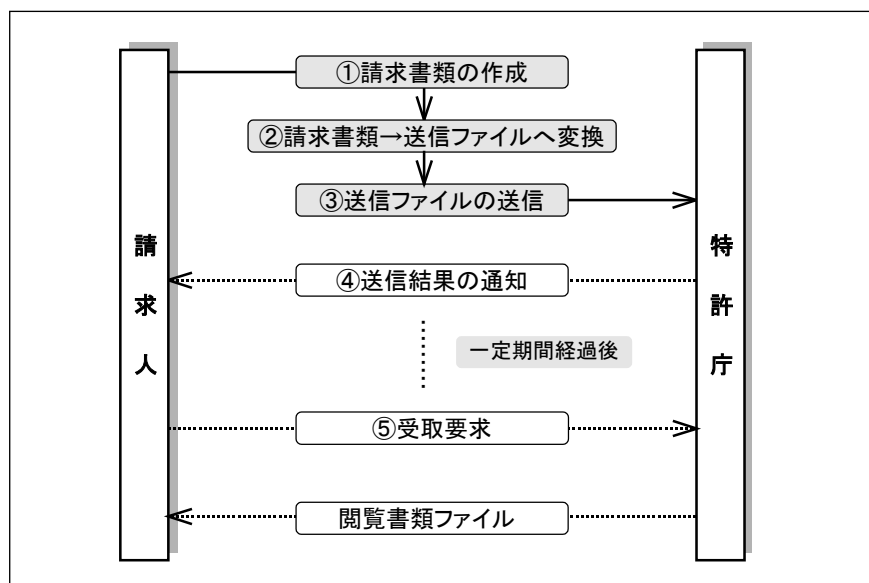 ①請求書類の作成
②請求書類→送信ファイルへ変換
③送信ファイルの送信
請求人
特許庁
④送信結果の通知
一定期間経過後
⑤受取要求
閲覧書類ファイル